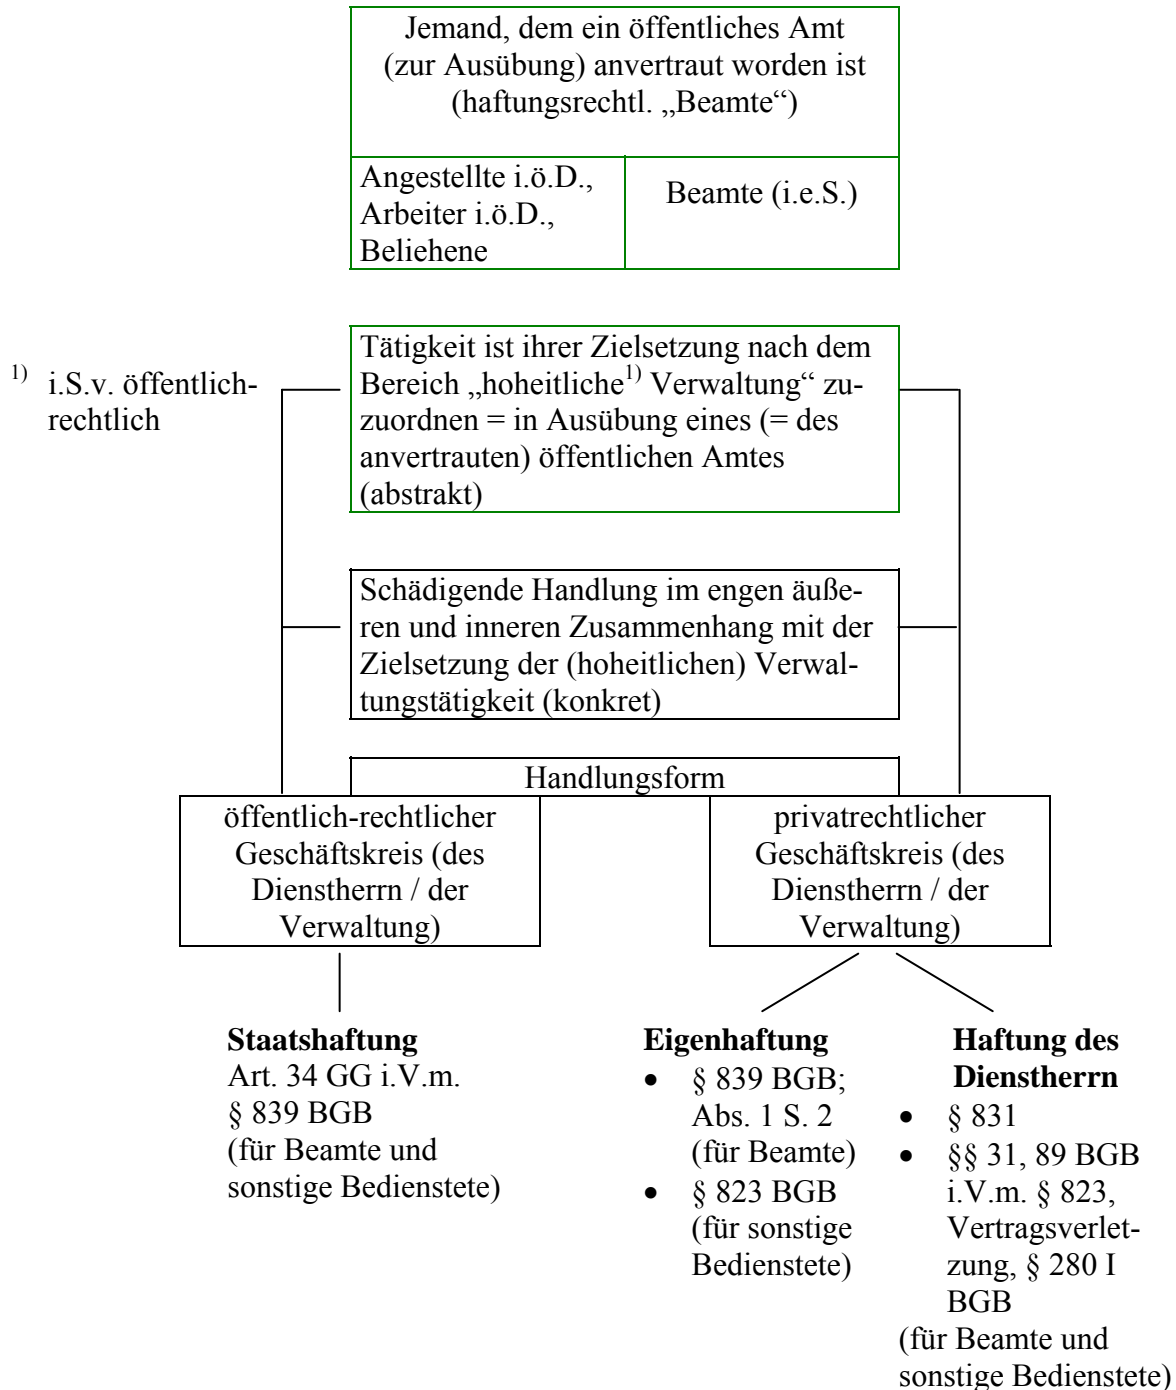 Jemand, dem ein öffentliches Amt
(zur Ausübung) anvertraut worden ist
(haftungsrechtl. „Beamte“)
Angestellte i.ö.D.,
Arbeiter i.ö.D.,
Beliehene
Beamte (i.e.S.)
1) i.S.v. öffentlich-
rechtlich
Tätigkeit ist ihrer Zielsetzung nach dem
Bereich „hoheitliche1) Verwaltung“ zu-
zuordnen = in Ausübung eines (= des
anvertrauten) öffentlichen Amtes
(abstrakt)
Schädigende Handlung im engen äuße-
ren und inneren Zusammenhang mit der
Zielsetzung der (hoheitlichen) Verwal-
tungstätigkeit (konkret)
Handlungsform
öffentlich-rechtlicher
Geschäftskreis (des
Dienstherrn / der
Verwaltung)
privatrechtlicher
Geschäftskreis (des
Dienstherrn / der
Verwaltung)
Staatshaftung
Art. 34 GG i.V.m.
§ 839 BGB
(für Beamte und
sonstige Bedienstete)
Eigenhaftung
• § 839 BGB;
Abs. 1 S. 2
(für Beamte)
• § 823 BGB
(für sonstige
Bedienstete)
Haftung des
Dienstherrn
• § 831
• §§ 31, 89 BGB
i.V.m. § 823,
Vertragsverlet-
zung, § 280 I
BGB
(für Beamte und
sonstige Bedienstete)